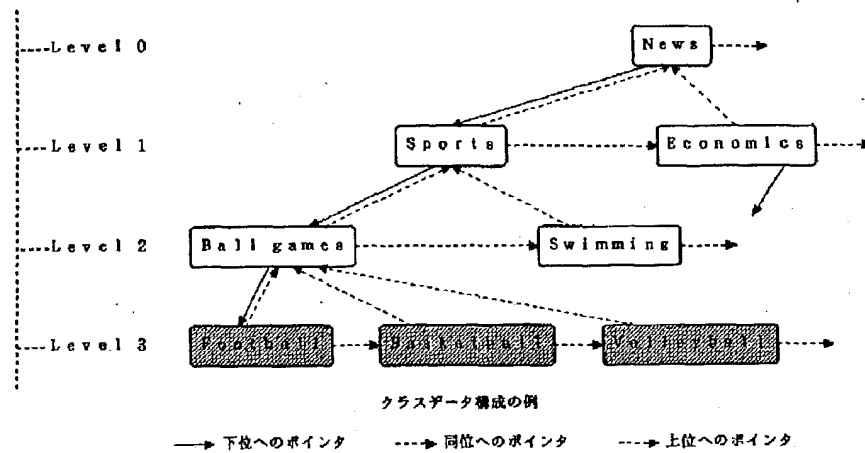 Level 0
News
Level 1
Sports
Economics
Level 2
Ball games
Swimming
Level 3
Football
Basketball
Volleyball
クラスデータ構成の例
下位へのポインタ
同位へのポインタ
上位へのポインタ